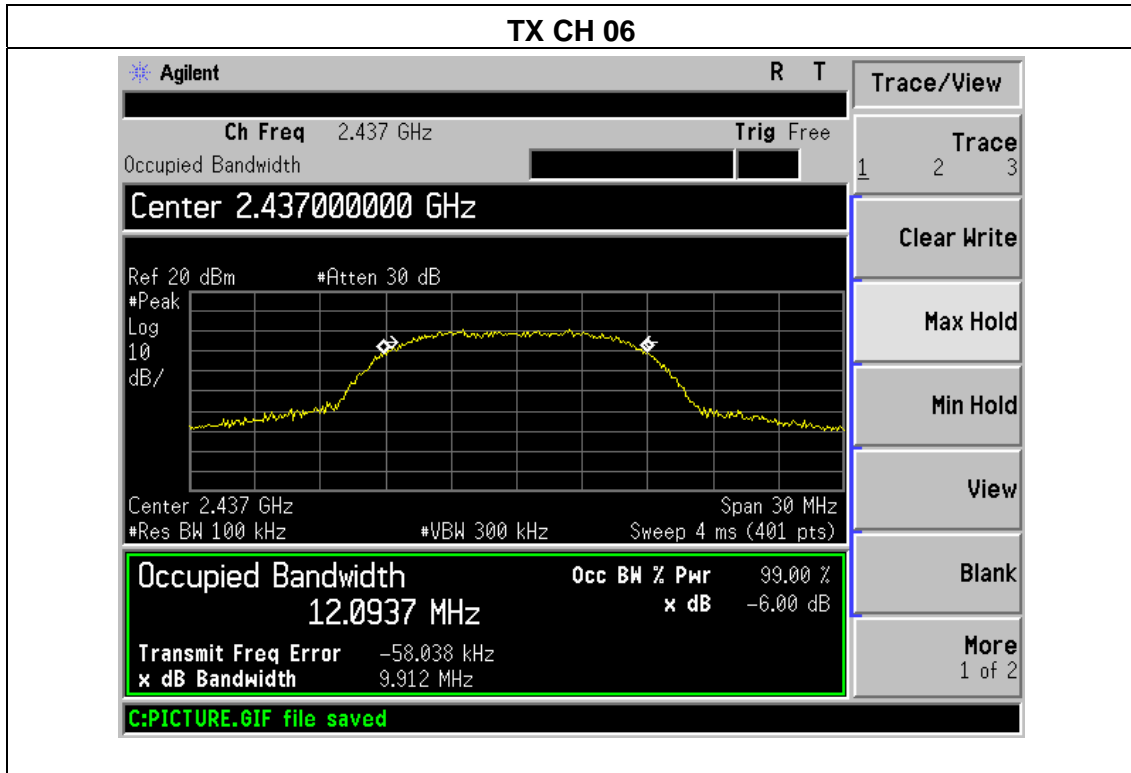 TX CH 06
Agilent R T
Ch Freq 2.437 GHz Trig Free
Occupied Bandwidth
Center 2.437000000 GHz
Ref 20 dBm #Atten 30 dB
#Peak
Log
10
dB/
Center 2.437 GHz Span 30 MHz
#Res BW 100 kHz #VBW 300 kHz Sweep 4 ms (401 pts)
Occupied Bandwidth Occ BW % Pwr 99.00 %
12.0937 MHz x dB -6.00 dB
Transmit Freq Error -58.038 kHz
x dB Bandwidth 9.912 MHz
C:PICTURE.GIF file saved
Trace/View
Trace
1 2 3
Clear Write
Max Hold
Min Hold
View
Blank
More
1 of 2